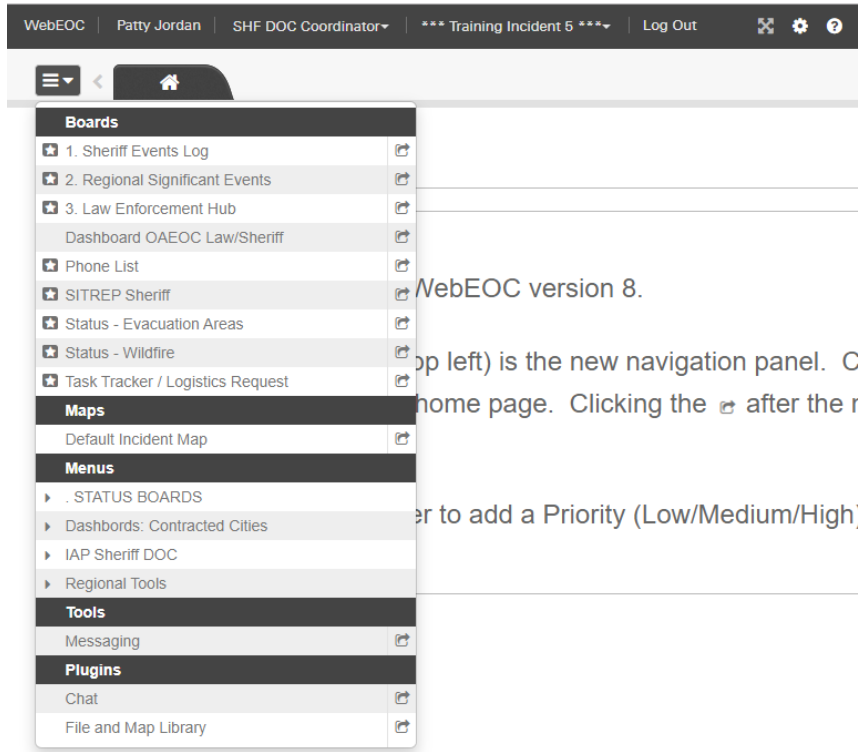 WebEOC Patty Jordan SHF DOC Coordinator *** Training Incident 5 *** Log Out
Boards
1. Sheriff Events Log
2. Regional Significant Events
3. Law Enforcement Hub
Dashboard OAEOC Law/Sheriff
Phone List
SITREP Sheriff
WebEOC version 8.
Status - Evacuation Areas
Status - Wildfire
op left) is the new navigation panel. C
Task Tracker / Logistics Request
Maps
home page. Clicking the after the
Default Incident Map
Menus
. STATUS BOARDS
Dashbords: Contracted Cities
er to add a Priority (Low/Medium/High)
IAP Sheriff DOC
Regional Tools
Tools
Messaging
Plugins
Chat
File and Map Library